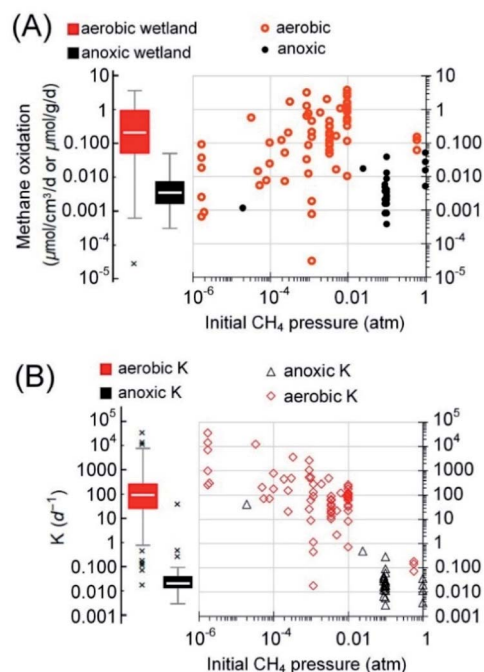 (A)
aerobic wetland aerobic
anoxic wetland anoxic
Methane oxidation
(μmol/cm³/d or μmol/g/d)
10 10
1 1
0.100 0.100
0.010 0.010
0.001 0.001
10⁻⁴ 10⁻⁴
10⁻⁵ 10⁻⁵
10⁻⁶ 10⁻⁴ 0.01 1
Initial CH₄ pressure (atm)
(B)
aerobic K anoxic K
anoxic K aerobic K
K (d⁻¹)
10⁵ 10⁵
10⁴ 10⁴
1000 1000
100 100
10 10
1 1
0.100 0.100
0.010 0.010
0.001 0.001
10⁻⁶ 10⁻⁴ 0.01 1
Initial CH₄ pressure (atm)